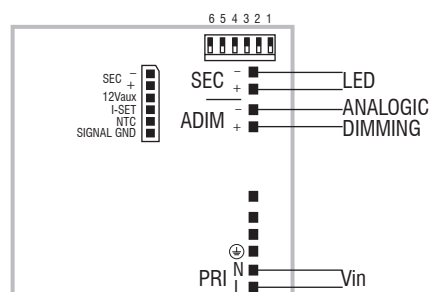 6 5 4 3 2 1
SEC −
+
12Vaux
I-SET
NTC
SIGNAL GND
SEC −
+
LED
ADIM −
+
ANALOGIC
DIMMING
PRI N
L
Vin